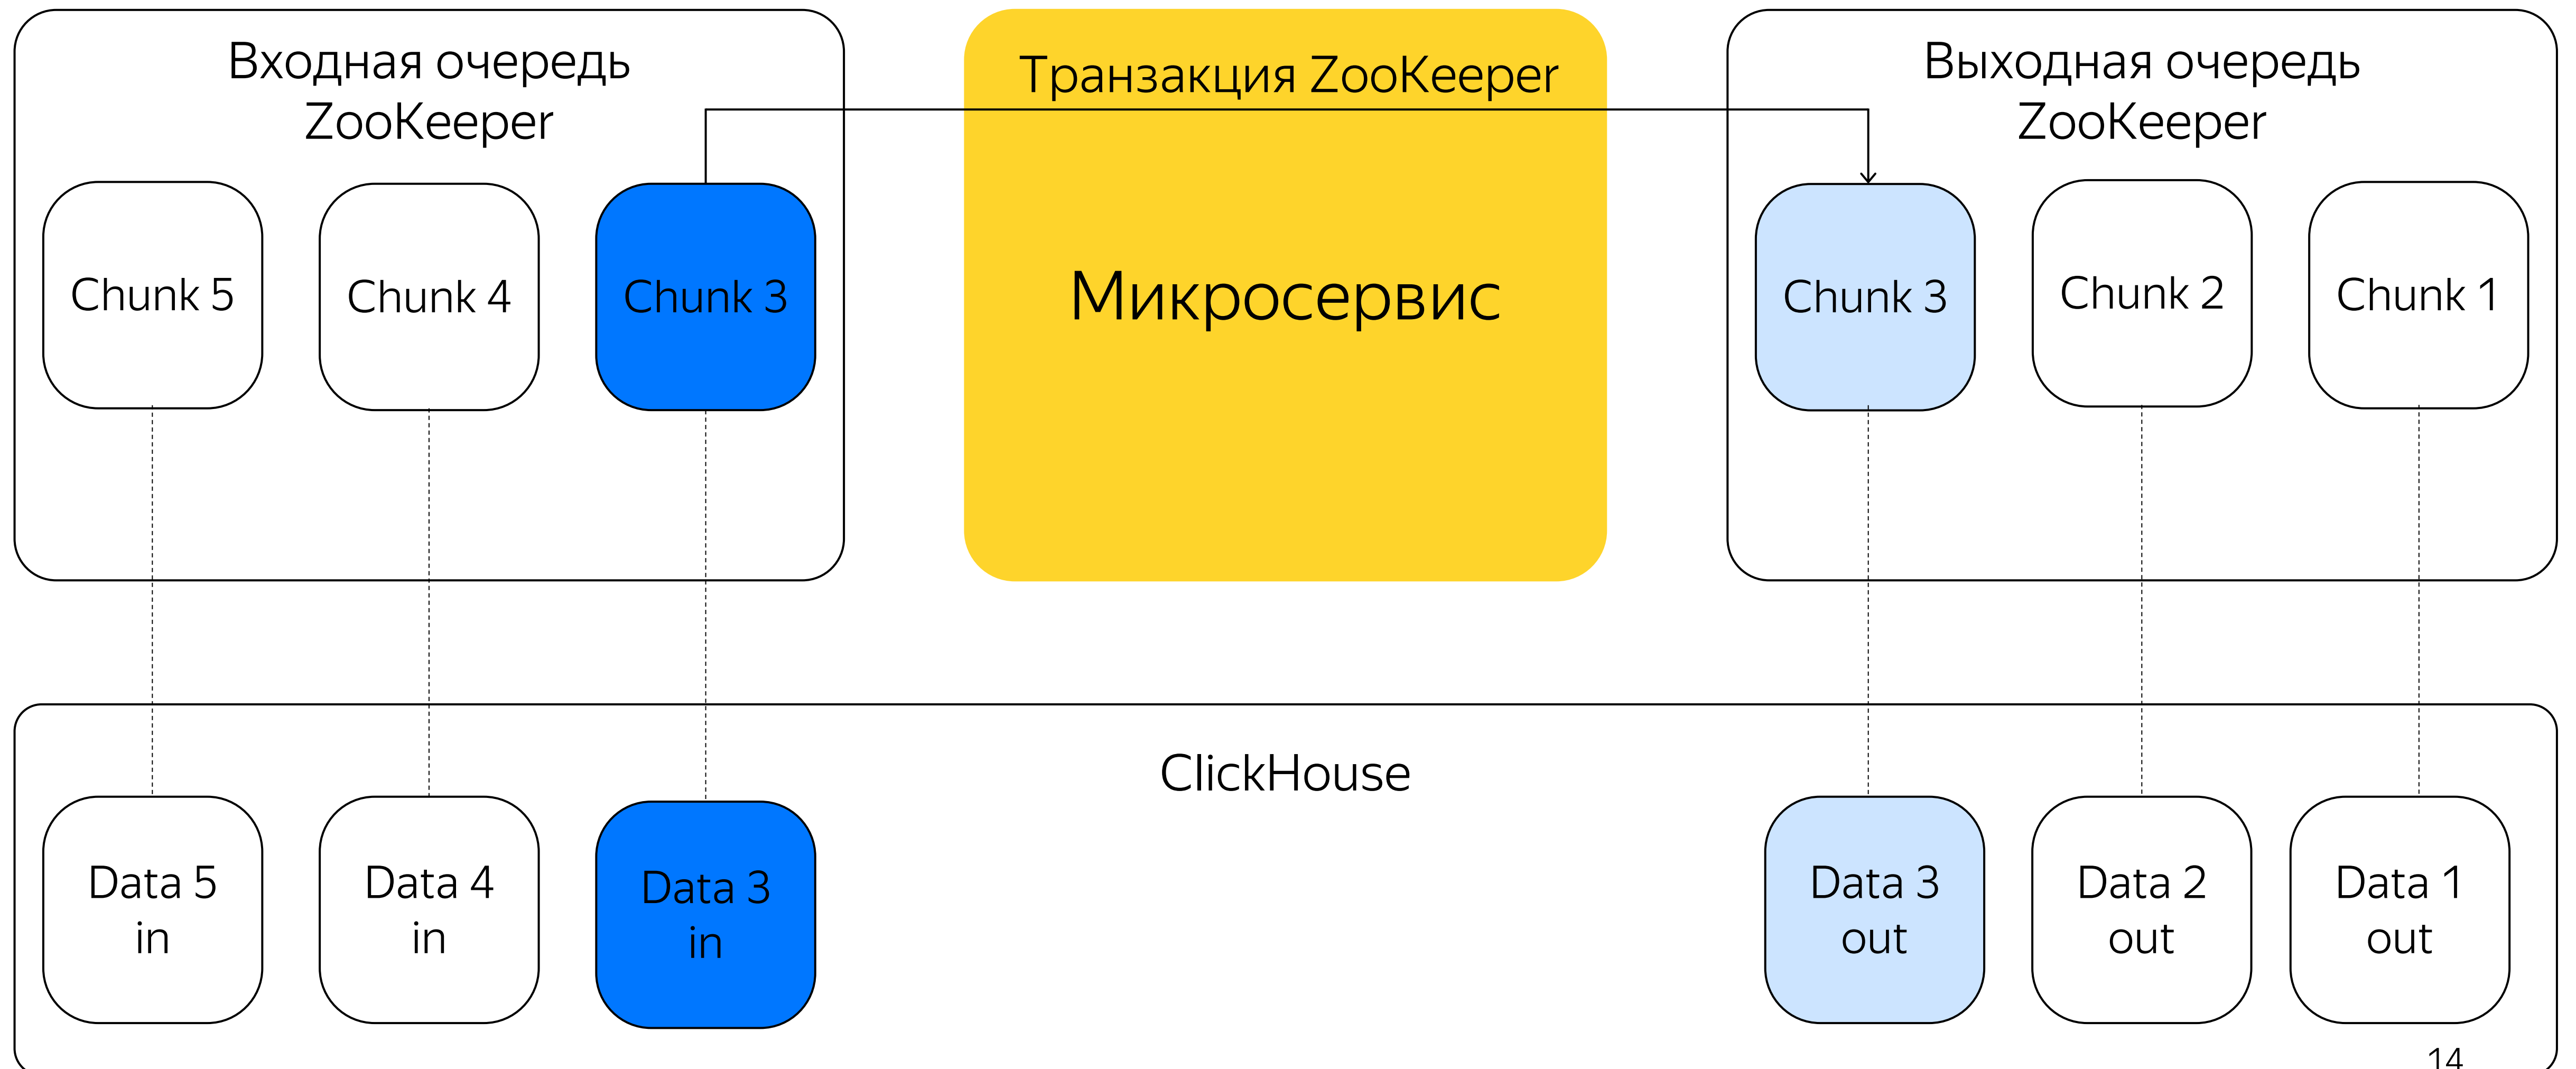 Входная очередь
ZooKeeper
Chunk 5
Chunk 4
Chunk 3
Транзакция ZooKeeper
Микросервис
Выходная очередь
ZooKeeper
Chunk 3
Chunk 2
Chunk 1
ClickHouse
Data 5
in
Data 4
in
Data 3
in
Data 3
out
Data 2
out
Data 1
out
14